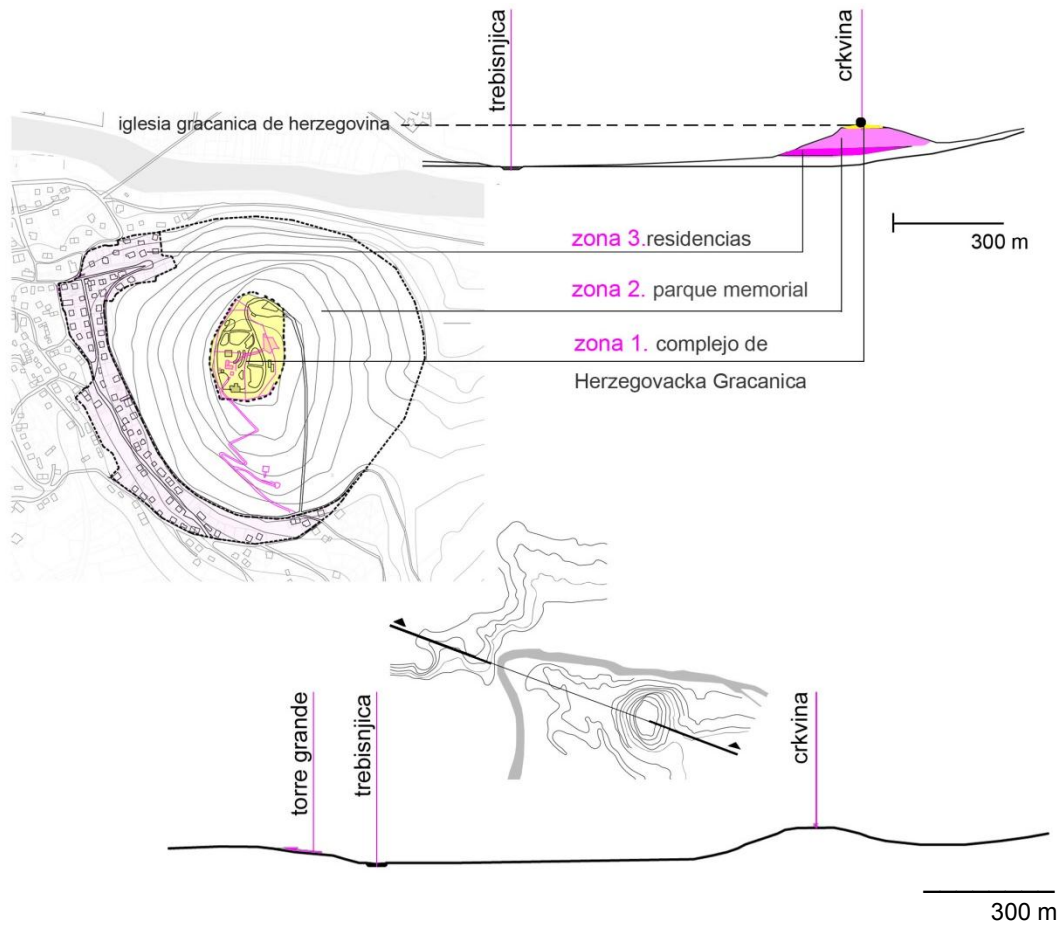 trebisnjica
crkvina
iglesia gracanica de herzegovina
300 m
zona 3.residencias
zona 2. parque memorial
zona 1. complejo de
Herzegovacka Gracanica
torre grande
trebisnjica
crkvina
300 m